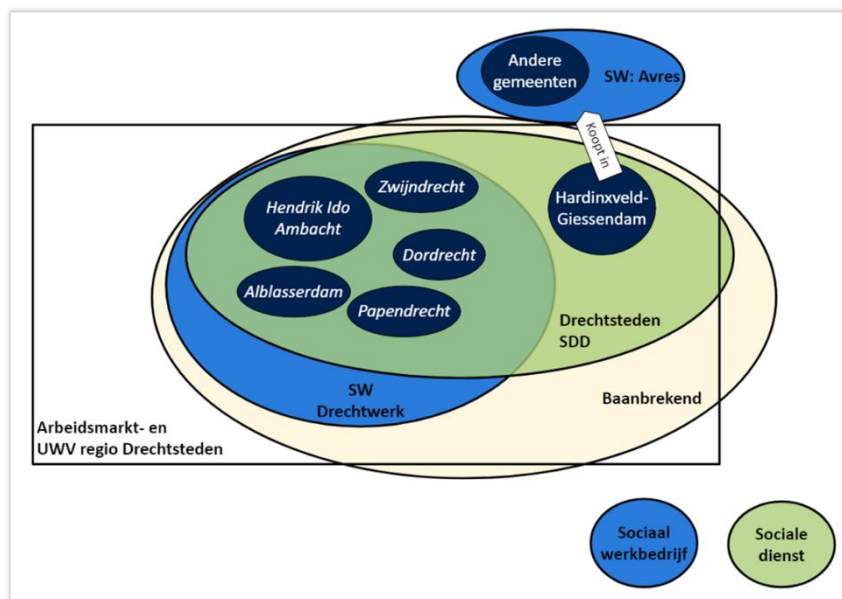 Andere
gemeenten
SW: Avres
Koopt in
Zwijndrecht
Hendrik Ido
Ambacht
Hardinxveld-
Giessendam
Dordrecht
Alblasserdam
Papendrecht
Drechtsteden
SDD
SW
Drechtwerk
Baanbrekend
Arbeidsmarkt- en
UWV regio Drechtsteden
Sociaal
werkbedrijf
Sociale
dienst